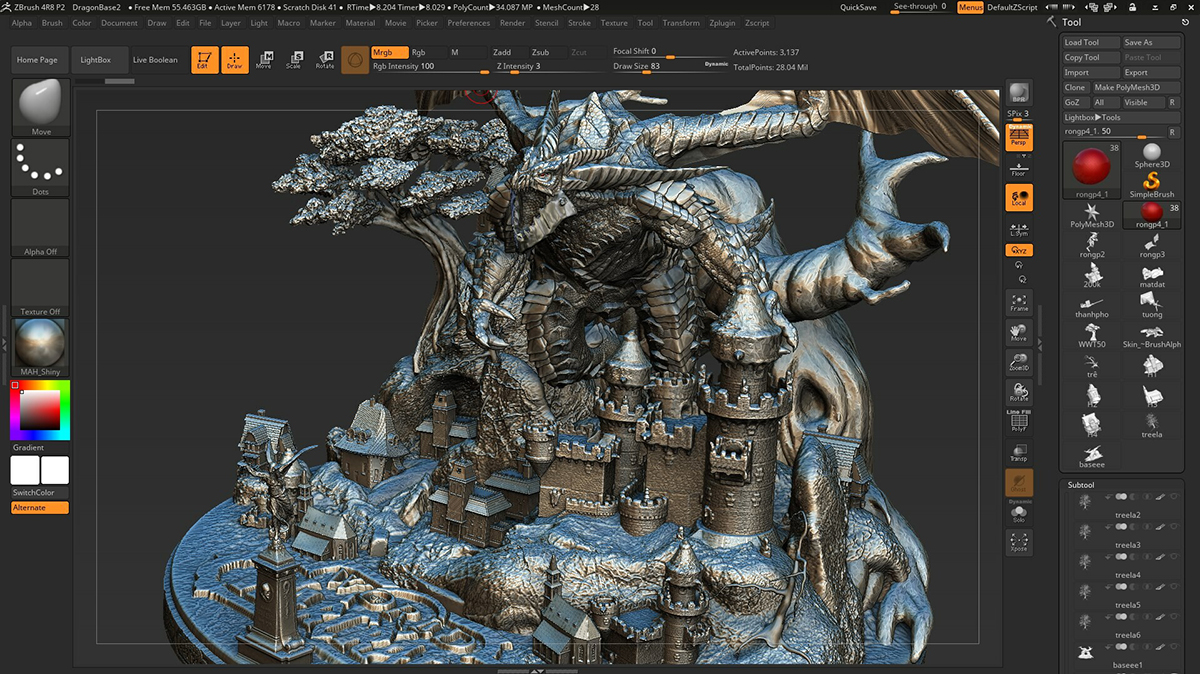 ZBrush 4R8 P2 DragonBase2 • Free Mem 55.463GB • Active Mem 6178 • Scratch Disk 41 • RTime▶8.204 Timer▶8.029 • PolyCount▶34.087 MP • MeshCount▶28 QuickSave See-through 0 Menus DefaultZScript
Alpha Brush Color Document Draw Edit File Layer Light Macro Marker Material Movie Picker Preferences Render Stencil Stroke Texture Tool Transform Zplugin Zscript
Home Page LightBox Live Boolean Edit Draw Move Scale Rotate
Mrgb Rgb M Zadd Zsub Zcut Focal Shift 0 ActivePoints: 3,137
Rgb Intensity 100 Z Intensity 3 Draw Size 83 Dynamic TotalPoints: 28.04 Mil
Move
Dots
Alpha Off
Texture Off
MAH_Shiny
Gradient
SwitchColor
Alternate
BPR
SPix 3
Dynamic
Persp
Floor
Local
L.Sym
Frame
Move
Zoom3D
Rotate
Line Fill
PolyF
Transp
Ghost
Dynamic
Solo
Xpose
Tool
Load Tool Save As
Copy Tool Paste Tool
Import Export
Clone Make PolyMesh3D
GoZ All Visible R
Lightbox▶Tools
rongp4_1. 50 R
38
Sphere3D
rongp4_1 SimpleBrush
38
PolyMesh3D rongp4_1
rongp2 rongp3
200k matdat
thanhpho tuong
WWT50 Skin_~BrushAlph
trê H1
H2 H3
H4 treela
baseee
Subtool
treela2
treela3
treela4
treela5
treela6
baseee1